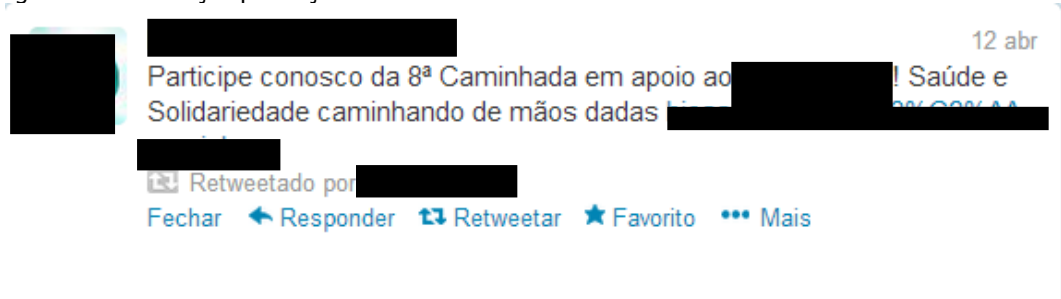 12 abr
Participe conosco da 8ª Caminhada em apoio ao ! Saúde e
Solidariedade caminhando de mãos dadas
Retweetado por
Fechar Responder Retweetar Favorito Mais